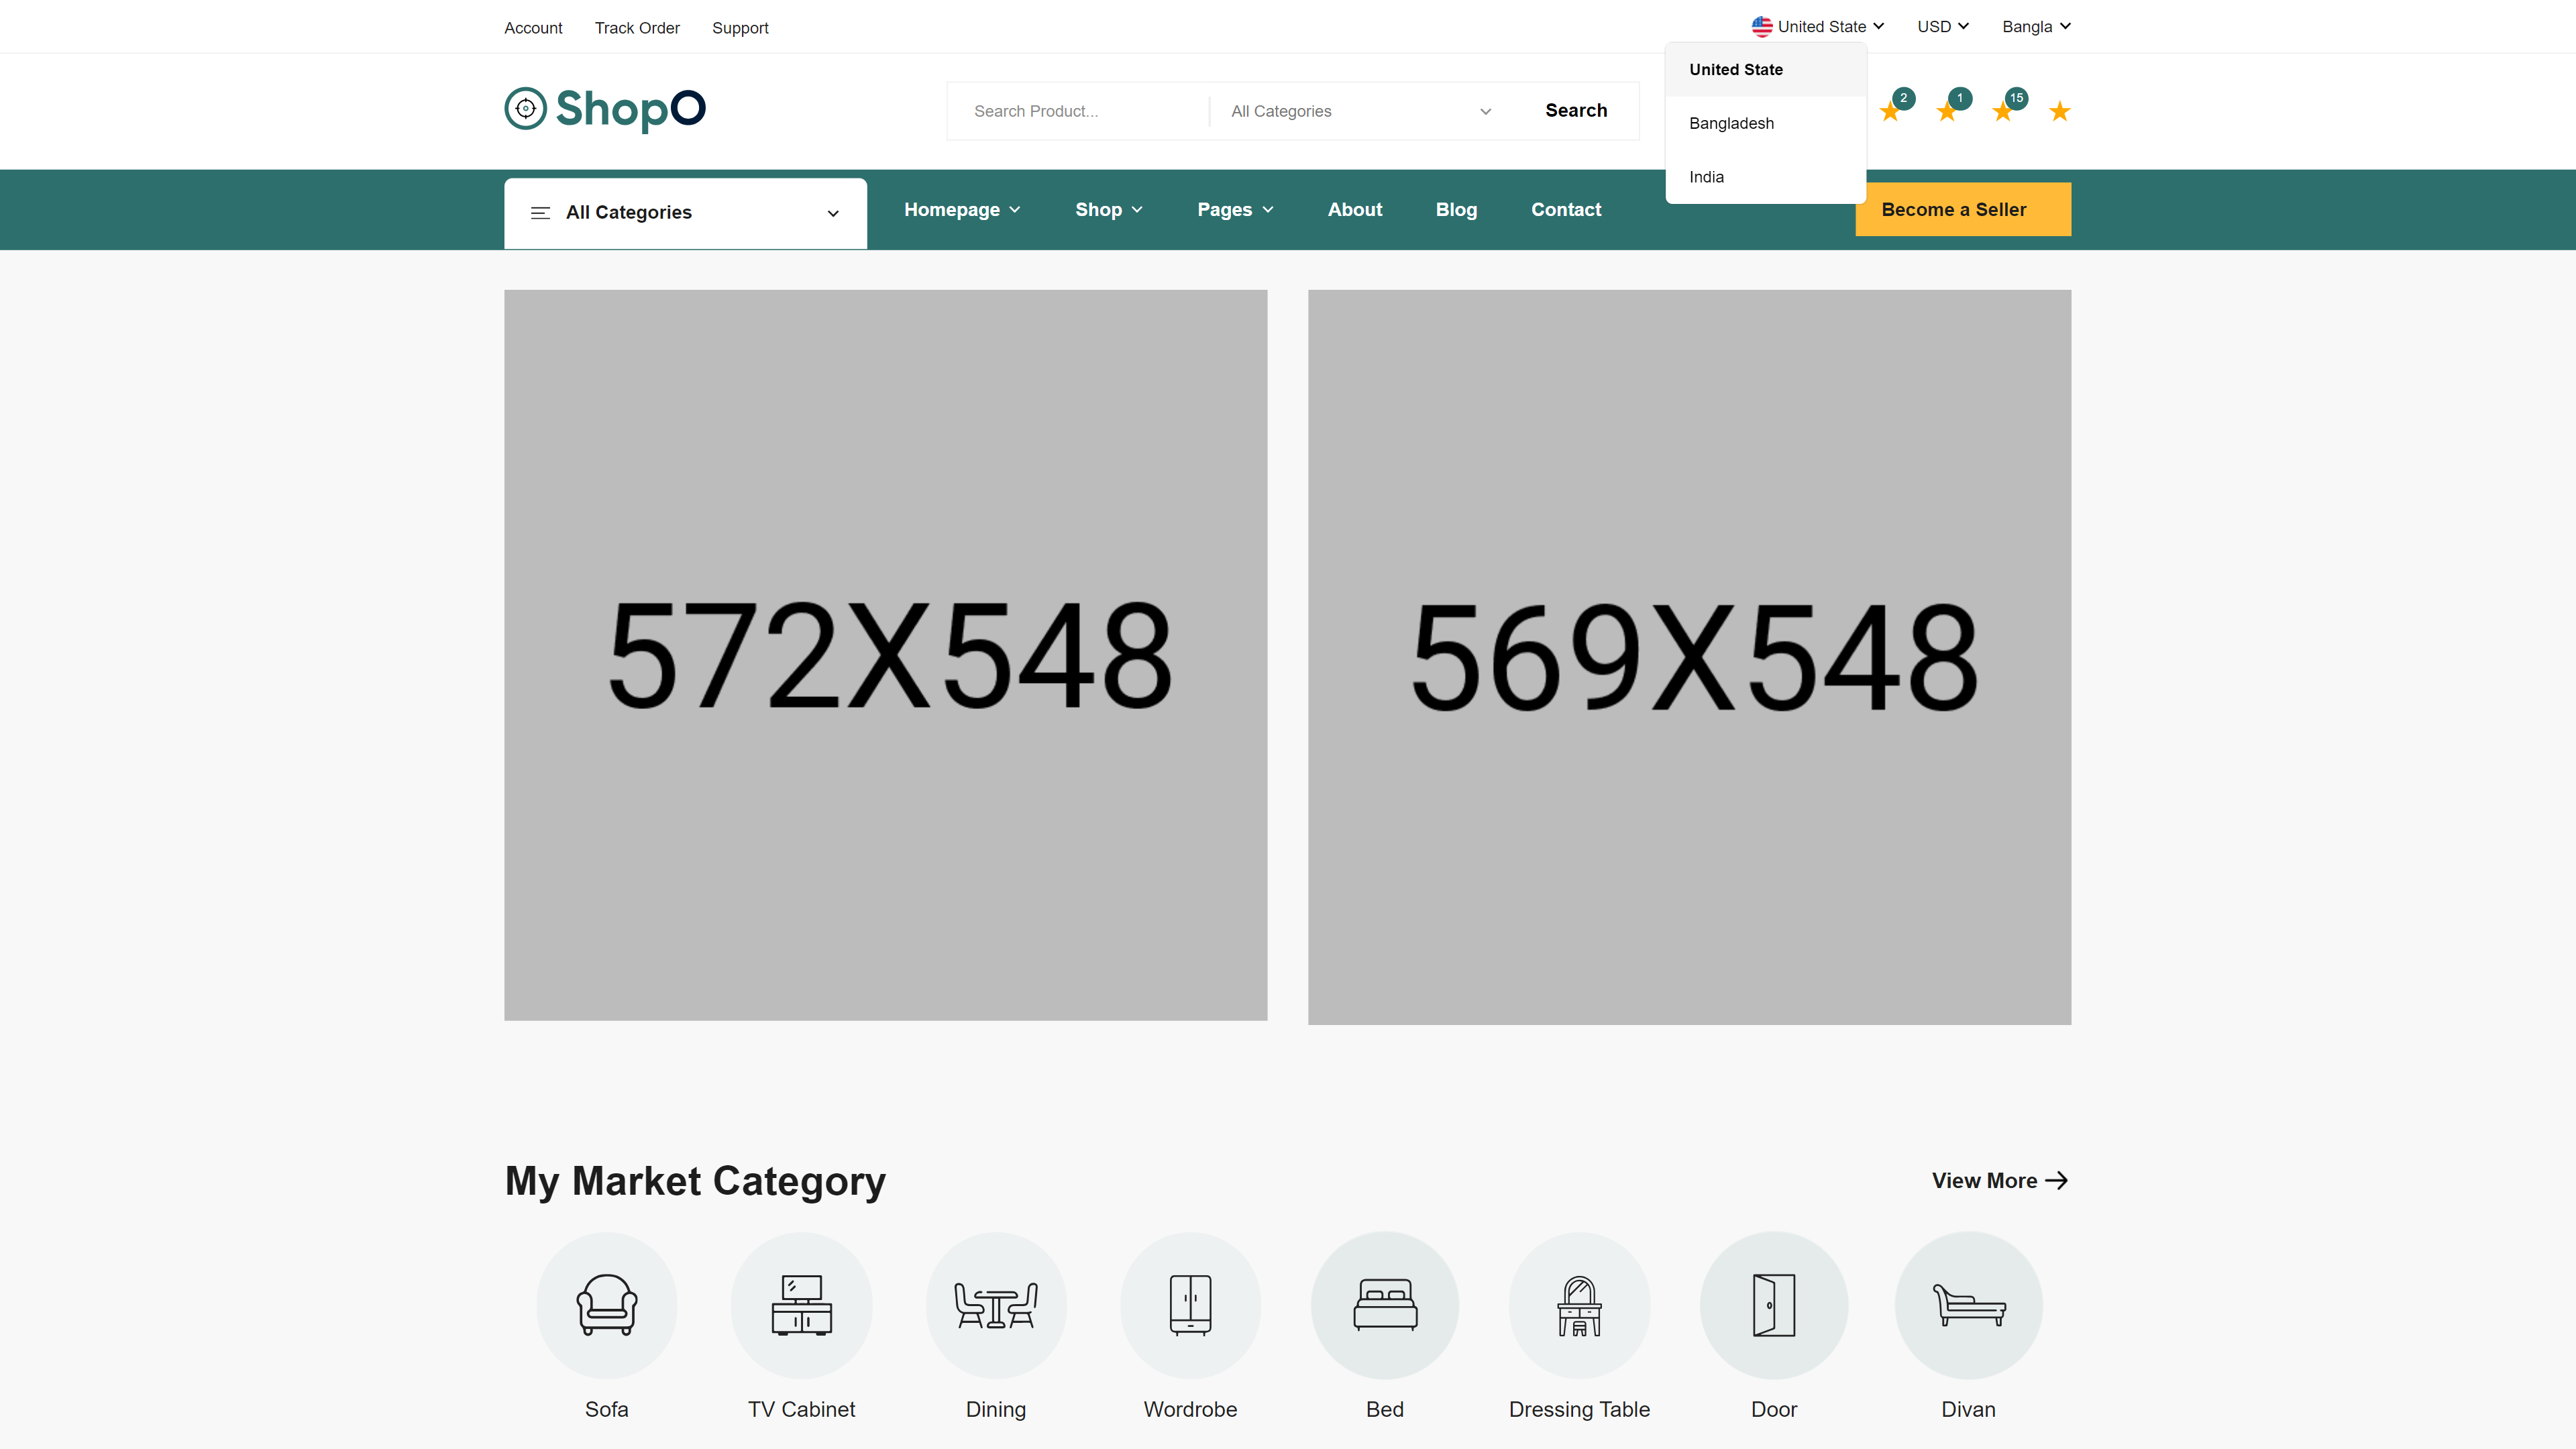 Account Track Order Support United State USD Bangla
United State
Bangladesh
India
ShopO
Search Product... All Categories Search
2 1 15
All Categories Homepage Shop Pages About Blog Contact Become a Seller
572X548
569X548
My Market Category View More
Sofa TV Cabinet Dining Wordrobe Bed Dressing Table Door Divan